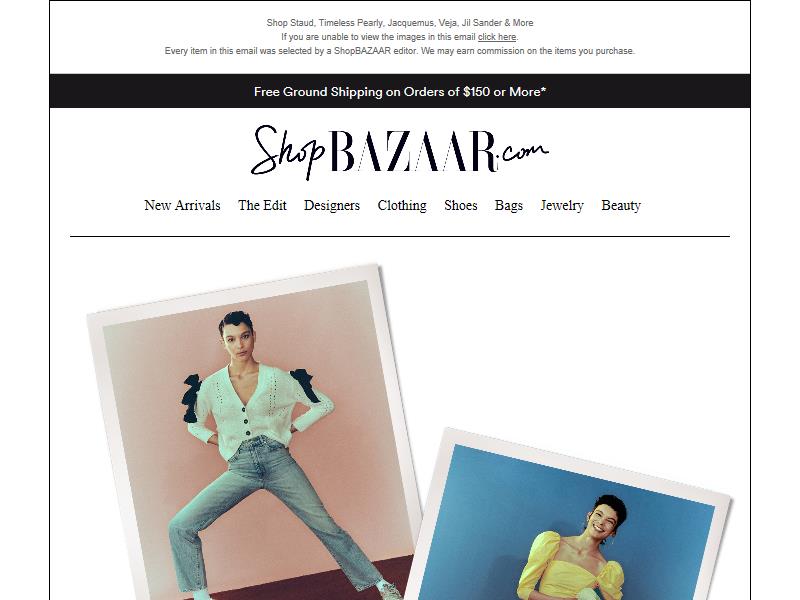 Shop Staud, Timeless Pearly, Jacquemus, Veja, Jil Sander & More
If you are unable to view the images in this email click here.
Every item in this email was selected by a ShopBAZAAR editor. We may earn commission on the items you purchase.
Free Ground Shipping on Orders of $150 or More*
ShopBAZAAR.com
New Arrivals The Edit Designers Clothing Shoes Bags Jewelry Beauty